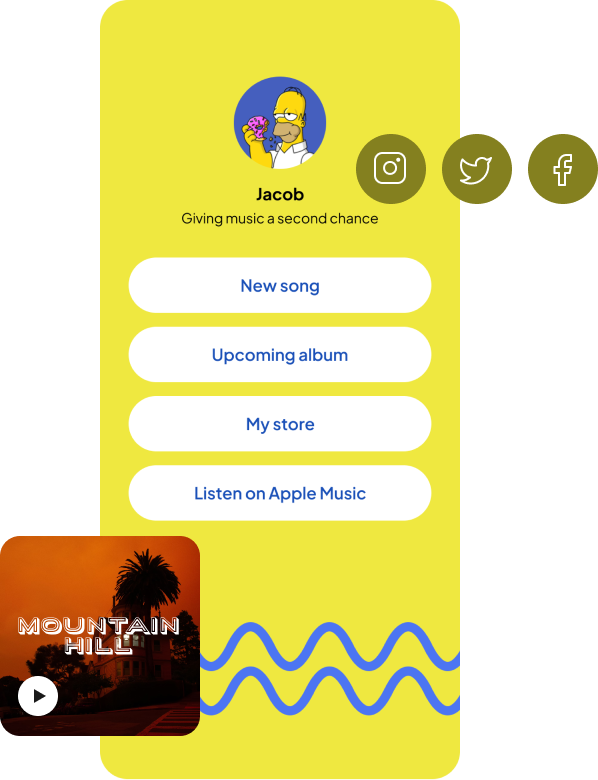 Jacob
Giving music a second chance
New song
Upcoming album
My store
Listen on Apple Music
MOUNTAIN
HILL